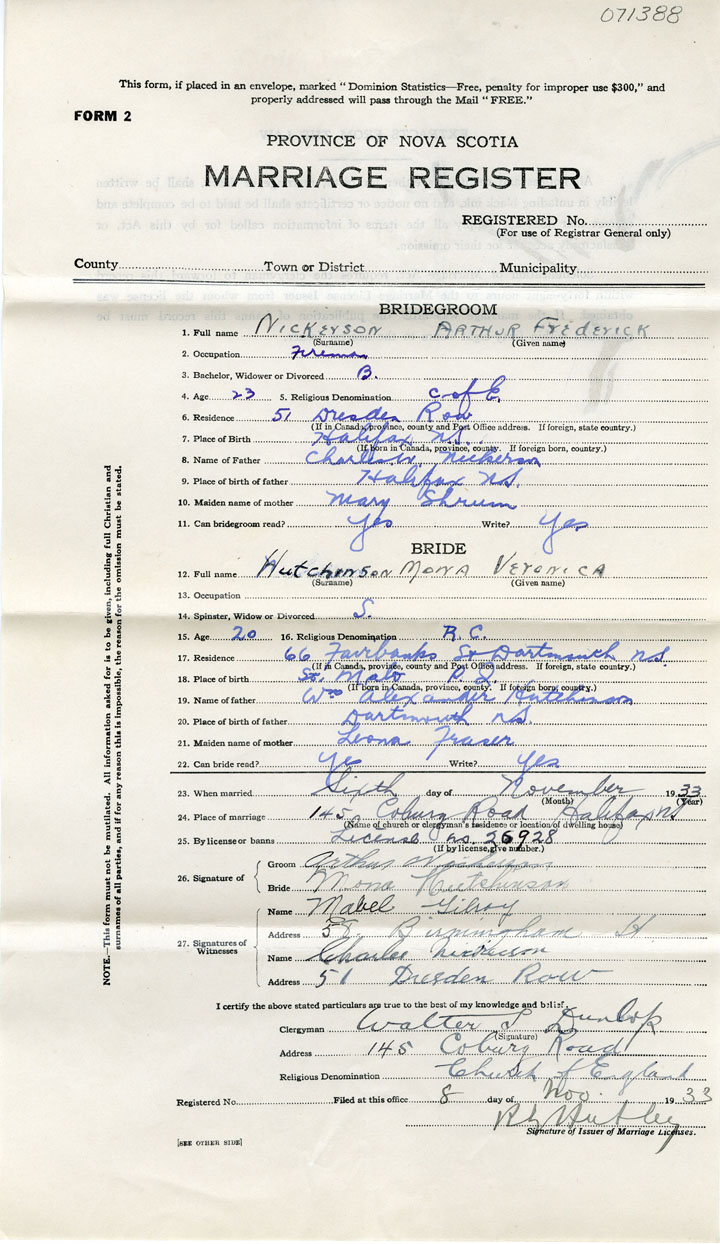 071388
This form, if placed in an envelope, marked "Dominion Statistics—Free, penalty for improper use $300," and
properly addressed will pass through the Mail "FREE."
FORM 2
PROVINCE OF NOVA SCOTIA
MARRIAGE REGISTER
REGISTERED No.
(For use of Registrar General only)
County Town or District Municipality
BRIDEGROOM
1. Full name Nickerson Arthur Frederick
(Surname) (Given name)
2. Occupation Fireman
3. Bachelor, Widower or Divorced B.
4. Age 23 5. Religious Denomination C of E.
6. Residence 51 Dresden Row
(If in Canada, province, county and Post Office address. If foreign, state country.)
7. Place of Birth Halifax N.S.
(If born in Canada, province, county. If foreign born, country.)
8. Name of Father Charles W. Nickerson
9. Place of birth of father Halifax N.S.
10. Maiden name of mother Mary Shrum
11. Can bridegroom read? Yes Write? Yes
BRIDE
12. Full name Hutchinson Mona Veronica
(Surname) (Given name)
13. Occupation
14. Spinster, Widow or Divorced S.
15. Age 20 16. Religious Denomination R.C.
17. Residence 66 Fairbanks St Dartmouth N.S.
(If in Canada, province, county and Post Office address. If foreign, state country.)
18. Place of birth St. Malo P.Q
(If born in Canada, province, county. If foreign born, country.)
19. Name of father Wm Alexander Hutchinson
20. Place of birth of father Dartmouth N.S.
21. Maiden name of mother Leona Fraser
22. Can bride read? Yes Write? Yes
23. When married Sixth day of November 1933
(Month) (Year)
24. Place of marriage 145 Coburg Road Halifax NS
(Name of church or clergyman's residence or location of dwelling house)
25. By license or banns License no. 26928
(If by license, give number.)
26. Signature of
Groom Arthur Nickerson
Bride Mona Hutchinson
27. Signatures of Witnesses
Name Mabel Gilroy
Address Birmingham St
Name Charles Nickerson
Address 51 Dresden Row
I certify the above stated particulars are true to the best of my knowledge and belief.
Clergyman Walter S Dunlop
(Signature)
Address 145 Coburg Road
Religious Denomination Church of England
Registered No. Filed at this office 8 day of Nov. 1933
Signature of Issuer of Marriage Licenses.
[SEE OTHER SIDE]
NOTE.—This form must not be mutilated. All information asked for is to be given, including full Christian and
surnames of all parties, and if for any reason this is impossible, the reason for the omission must be stated.